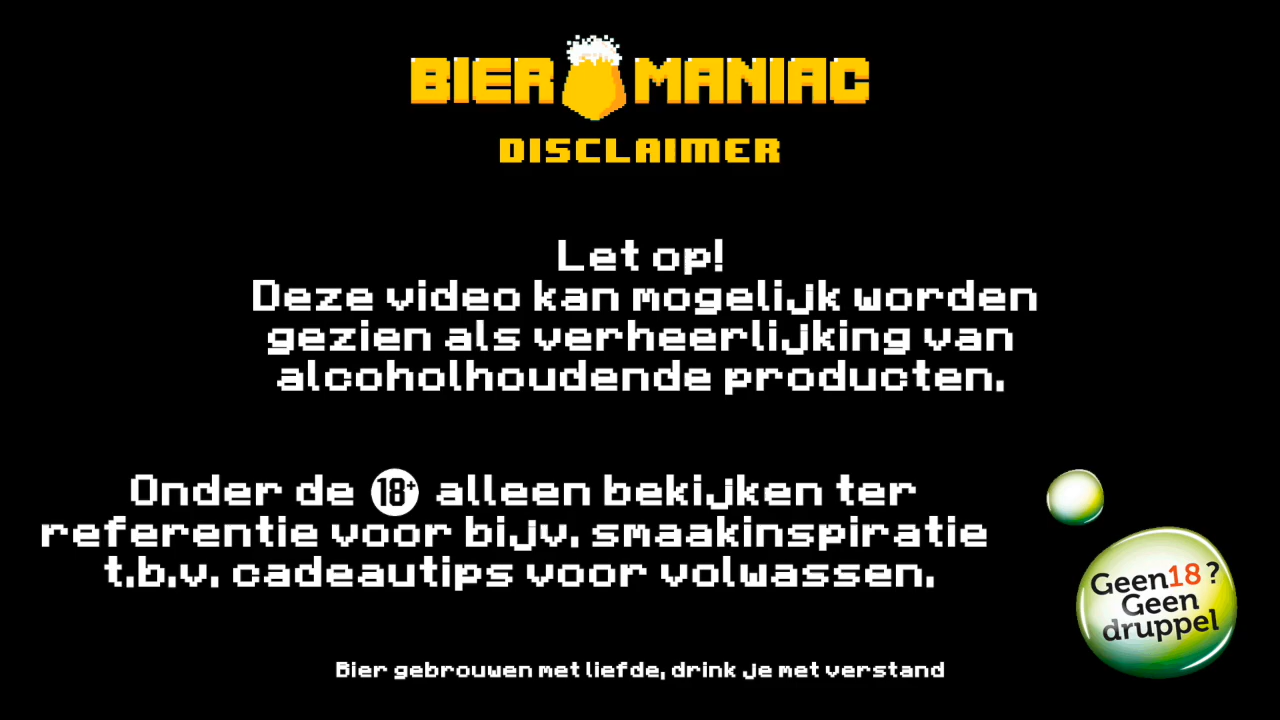 BIER MANIAC
DISCLAIMER
Let op!
Deze video kan mogelijk worden
gezien als verheerlijking van
alcoholhoudende producten.
Onder de 18+ alleen bekijken ter
referentie voor bijv. smaakinspiratie
t.b.v. cadeautips voor volwassen.
Geen18?
Geen
druppel
Bier gebrouwen met liefde, drink je met verstand